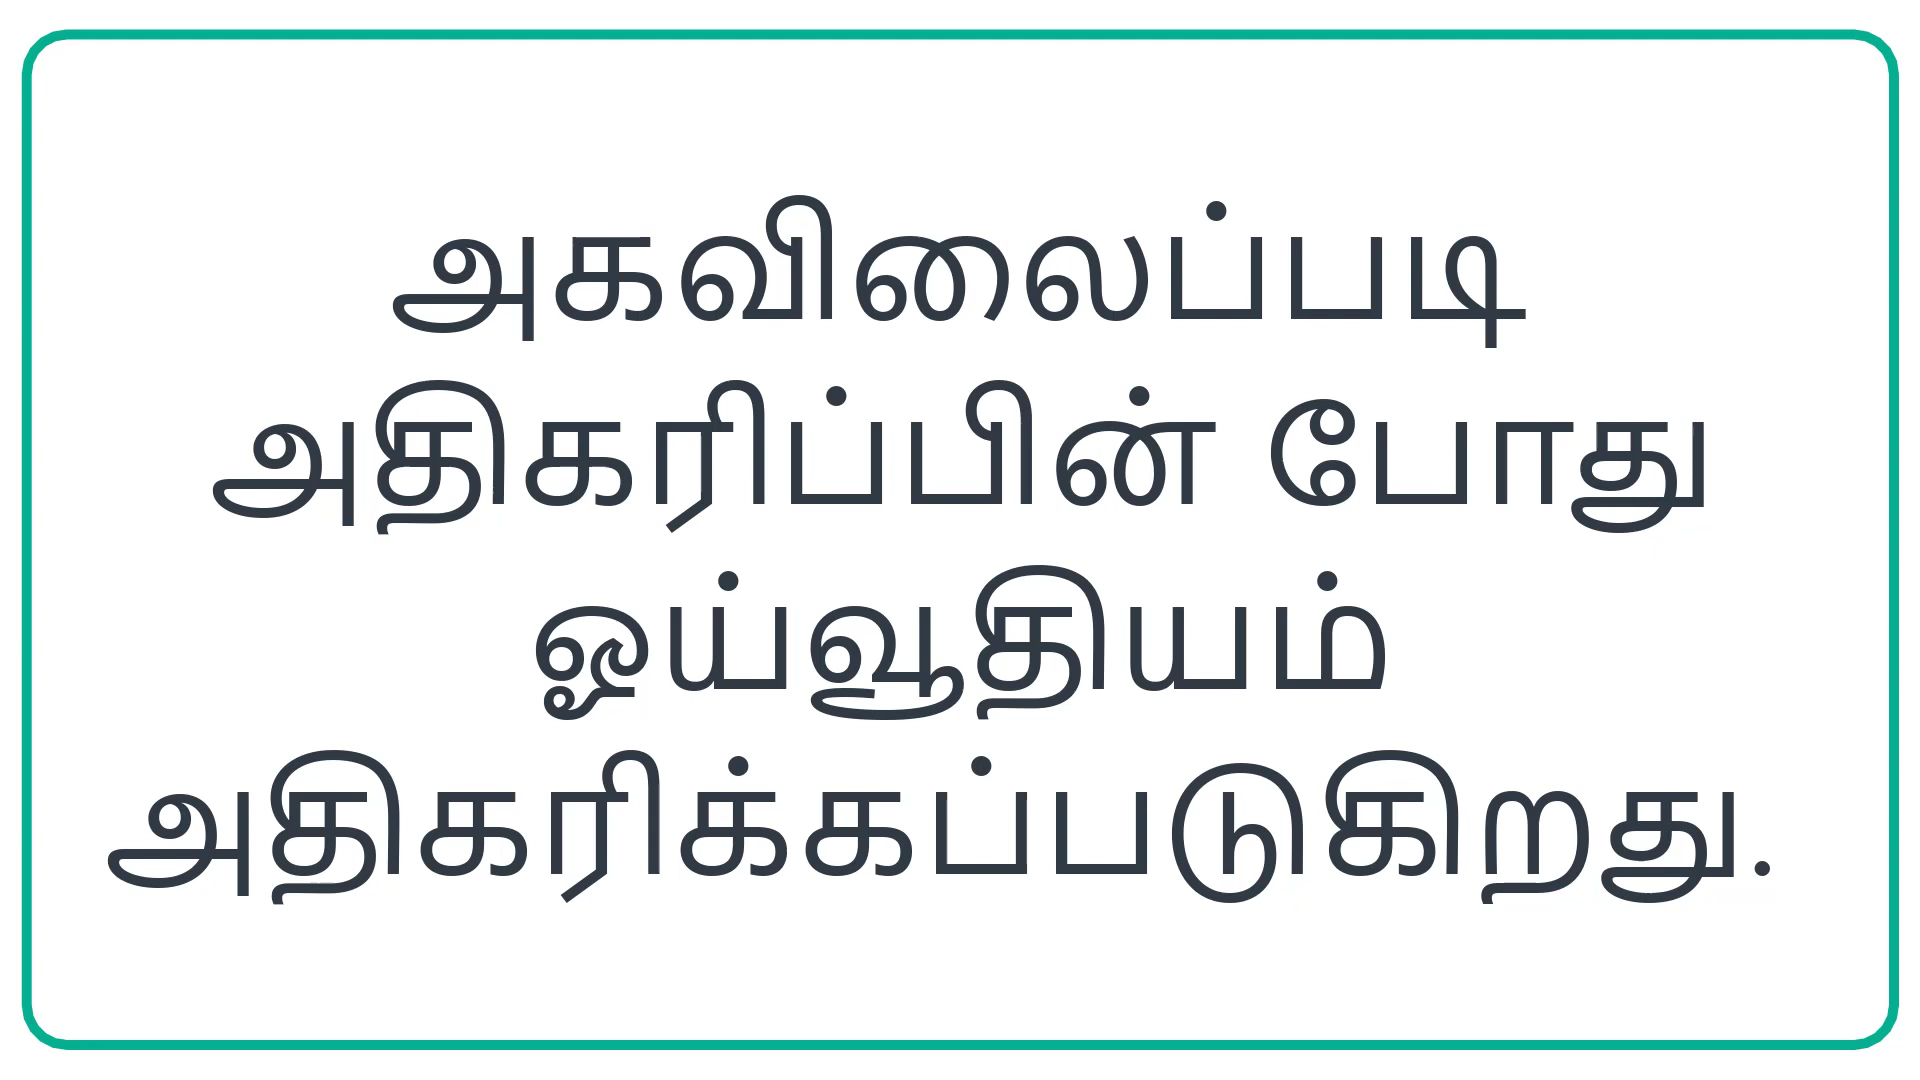 அகவிலைப்படி
அதிகரிப்பின் போது
ஓய்வூதியம்
அதிகரிக்கப்படுகிறது.